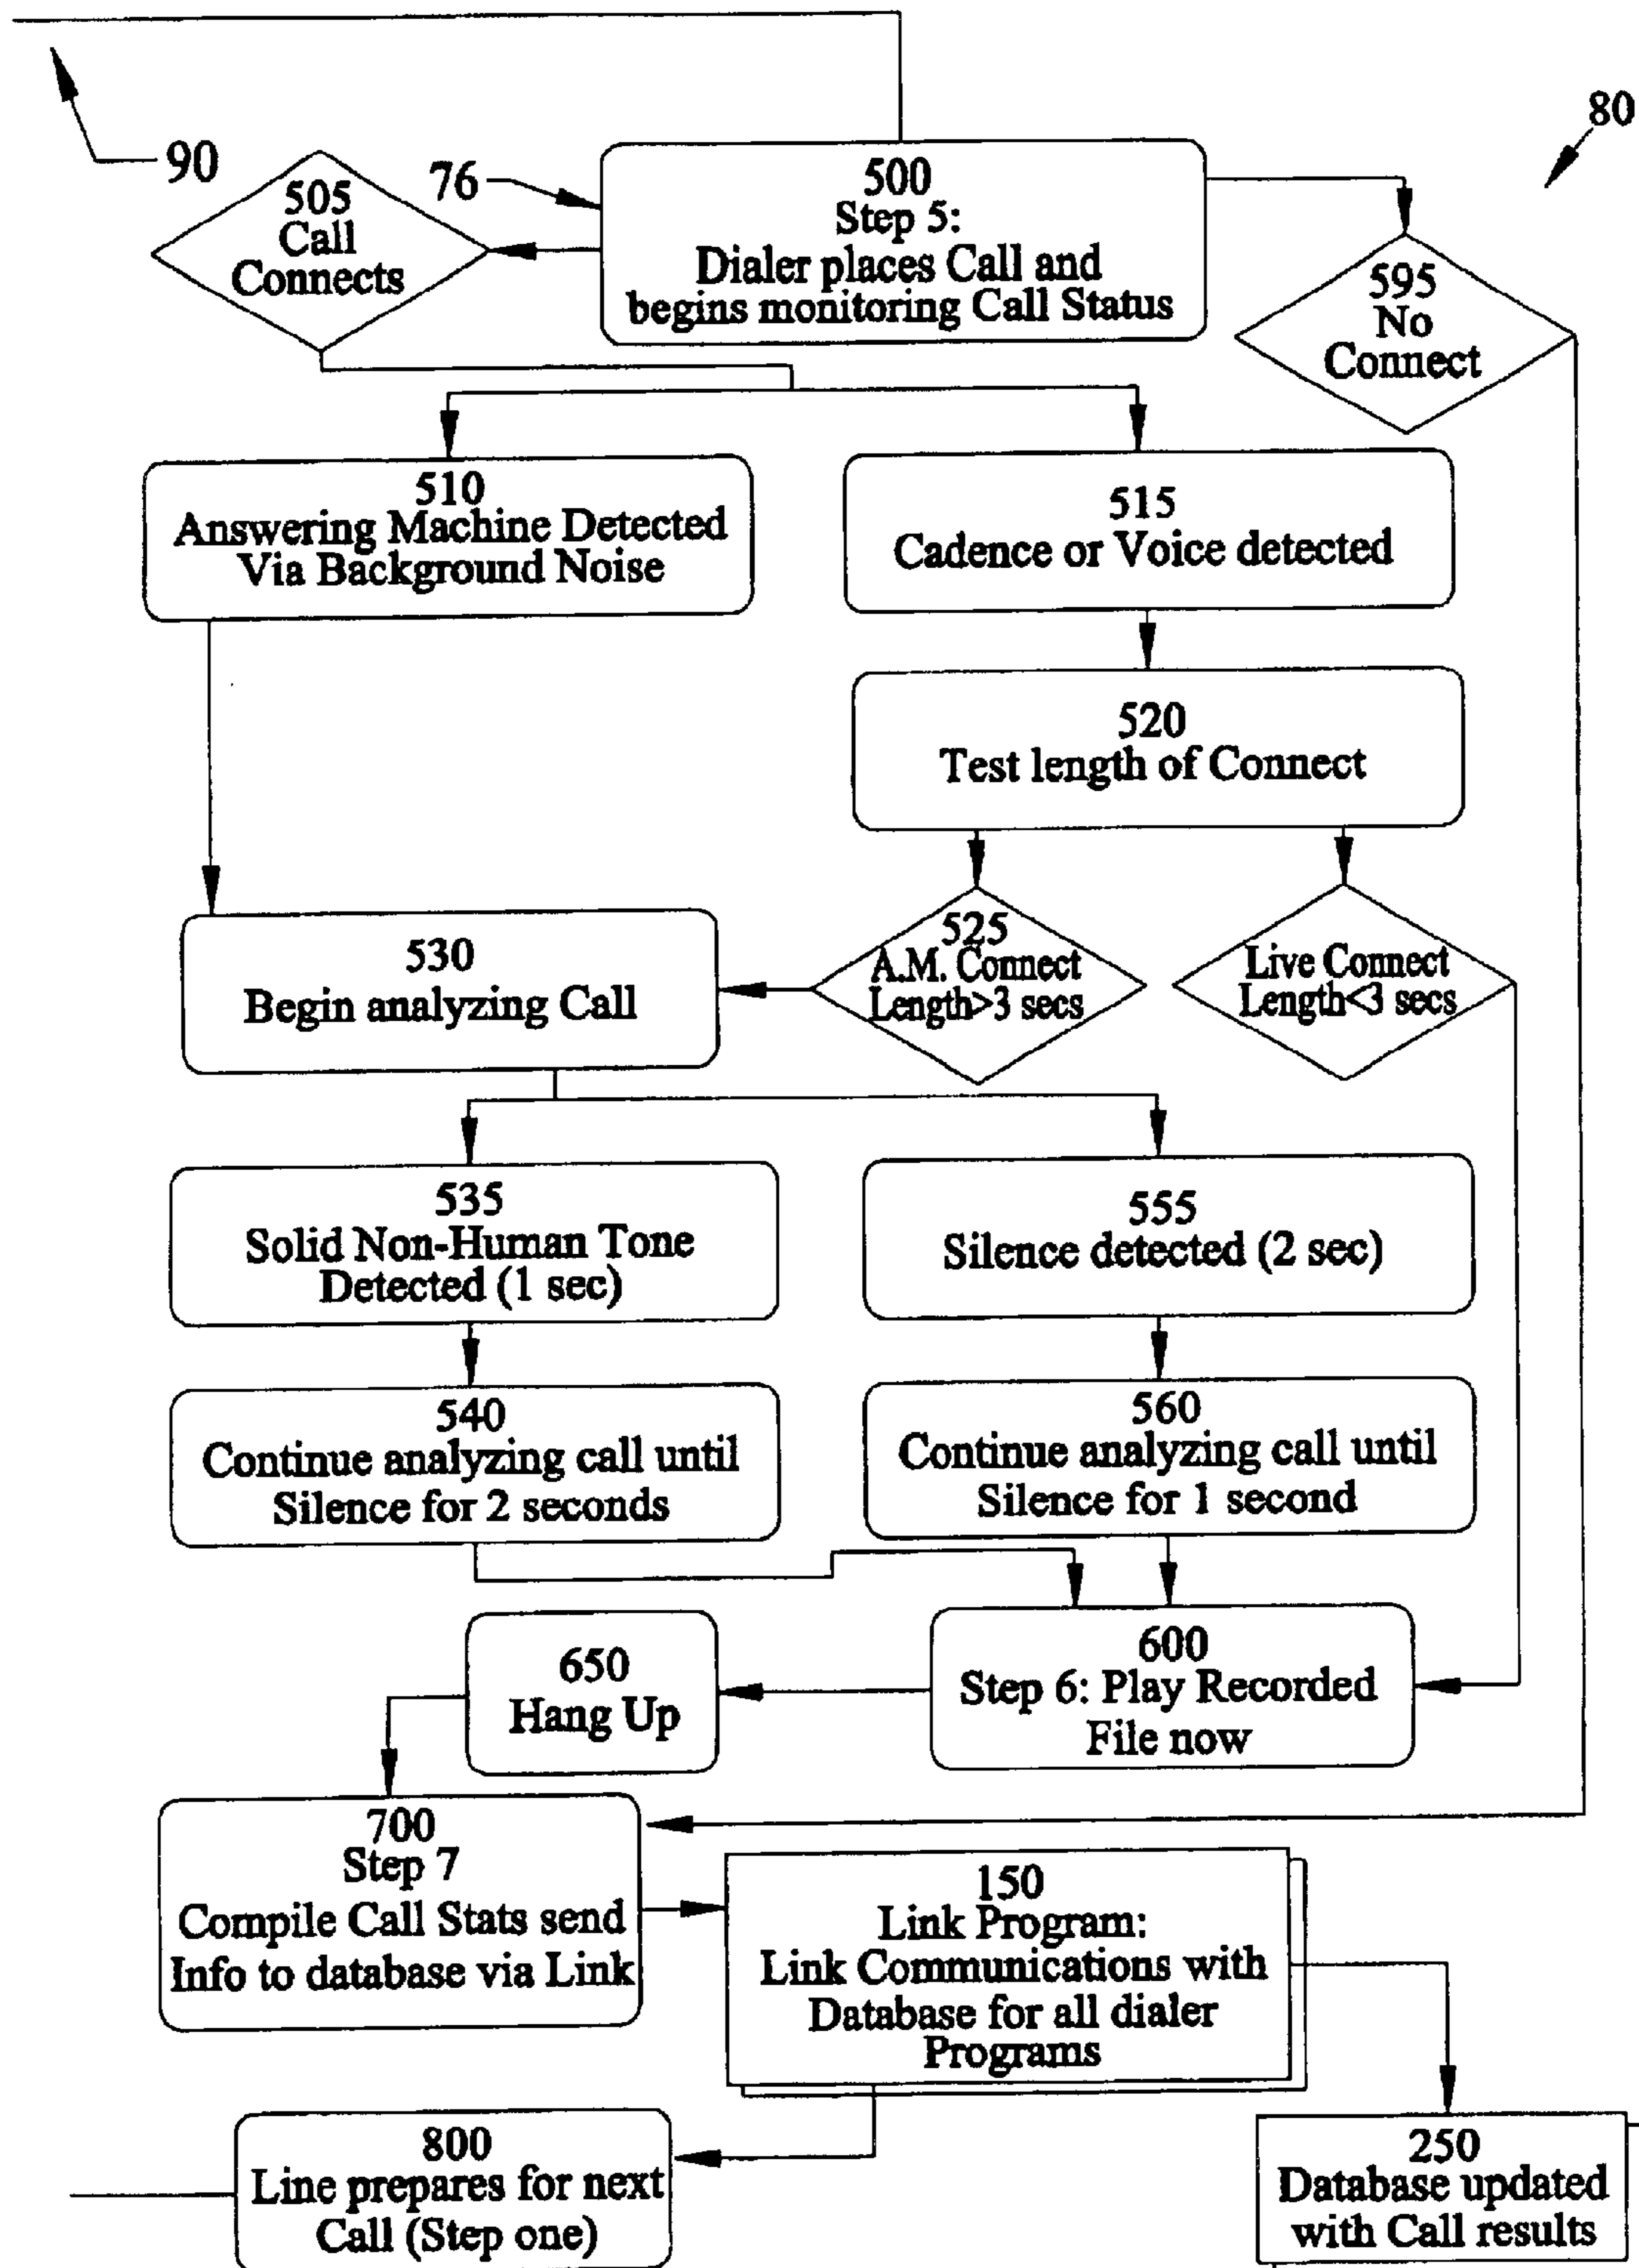 80
90
505
Call
Connects
76
500
Step 5:
Dialer places Call and
begins monitoring Call Status
595
No
Connect
510
Answering Machine Detected
Via Background Noise
515
Cadence or Voice detected
520
Test length of Connect
530
Begin analyzing Call
525
A.M. Connect
Length>3 secs
Live Connect
Length<3 secs
535
Solid Non-Human Tone
Detected (1 sec)
555
Silence detected (2 sec)
540
Continue analyzing call until
Silence for 2 seconds
560
Continue analyzing call until
Silence for 1 second
650
Hang Up
600
Step 6: Play Recorded
File now
700
Step 7
Compile Call Stats send
Info to database via Link
150
Link Program:
Link Communications with
Database for all dialer
Programs
800
Line prepares for next
Call (Step one)
250
Database updated
with Call results